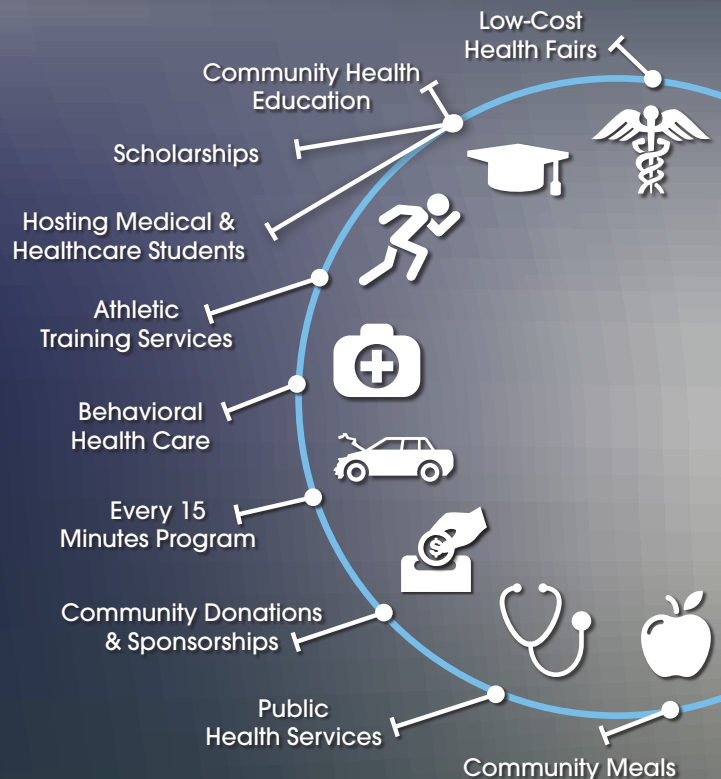 Low-Cost
Health Fairs
Community Health
Education
Scholarships
Hosting Medical &
Healthcare Students
Athletic
Training Services
Behavioral
Health Care
Every 15
Minutes Program
Community Donations
& Sponsorships
$
Public
Health Services
Community Meals